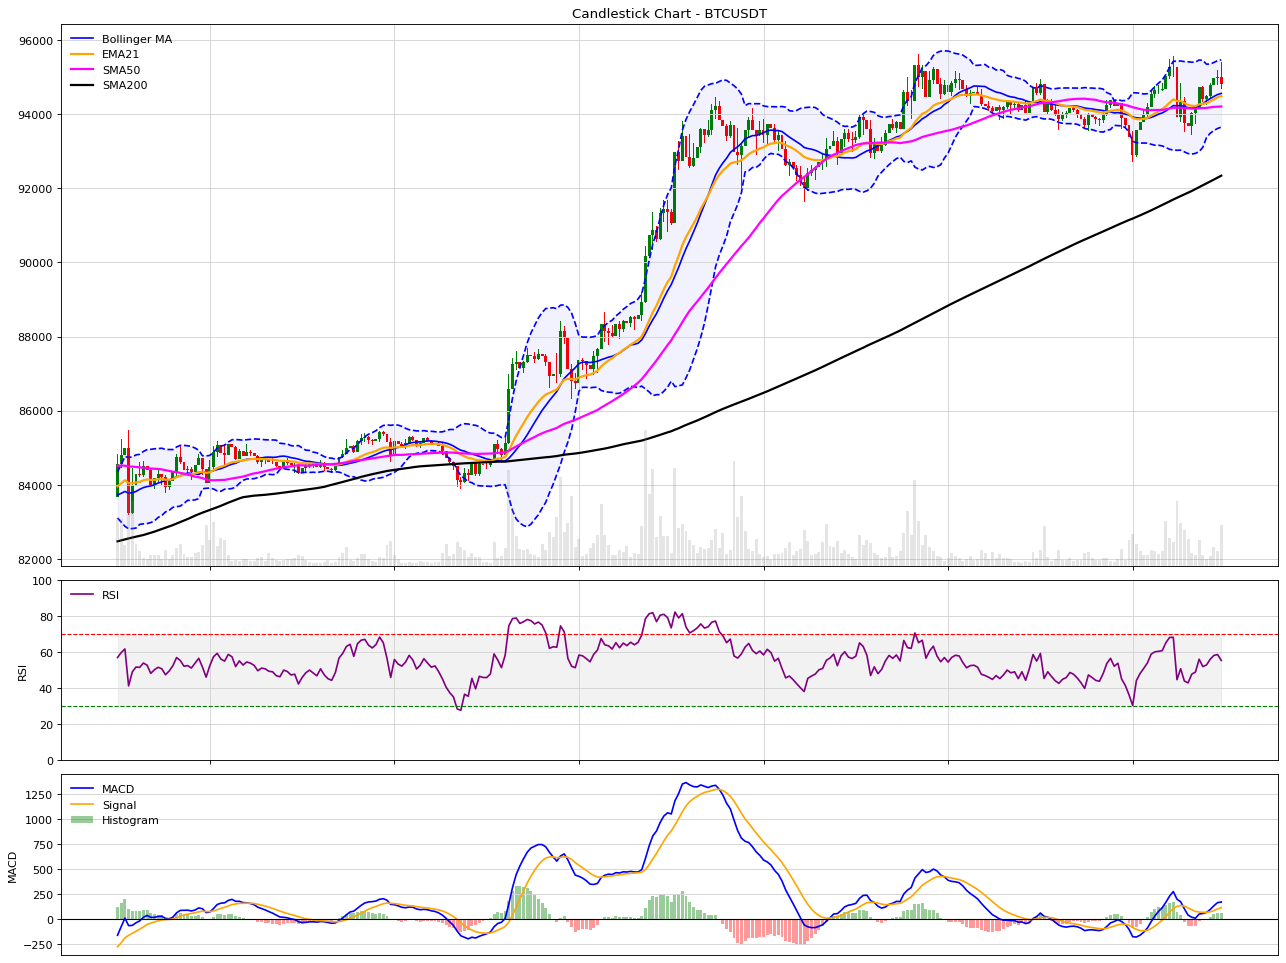 Candlestick Chart - BTCUSDT
Bollinger MA
EMA21
SMA50
SMA200
96000
94000
92000
90000
88000
86000
84000
82000
RSI
100
80
60
40
20
0
RSI
MACD
Signal
Histogram
1250
1000
750
500
250
0
−250
MACD